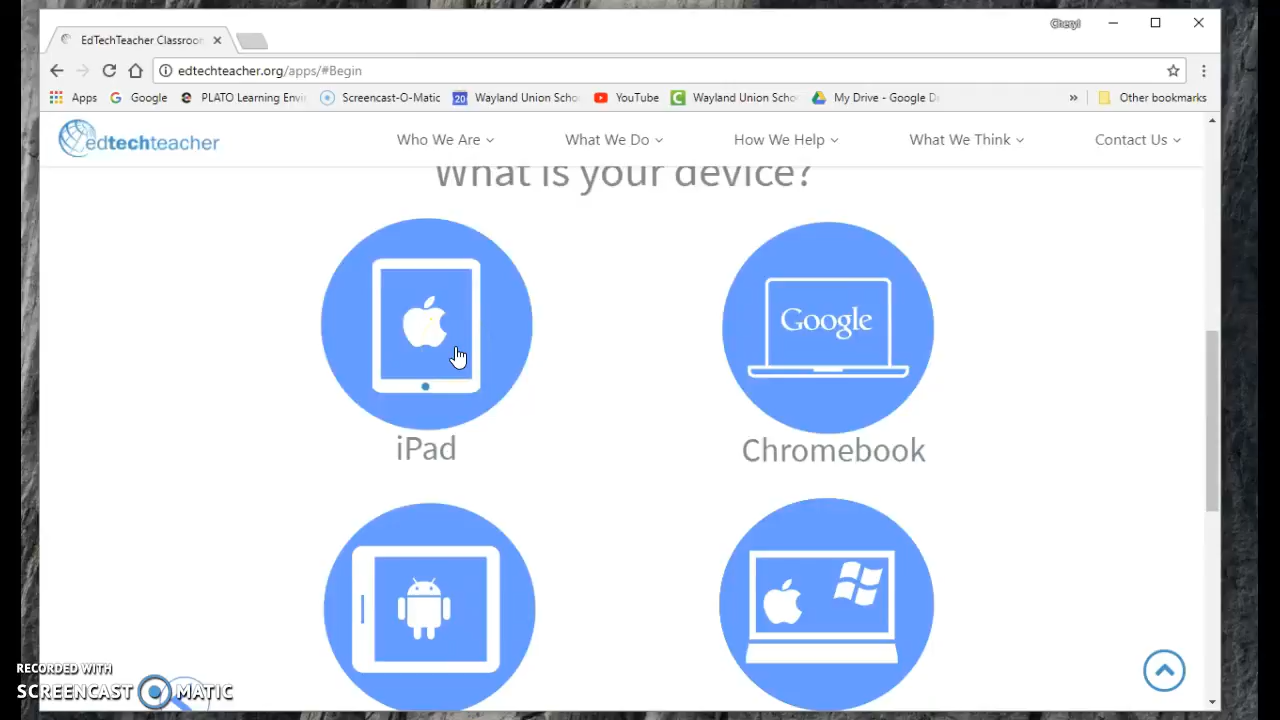 Cheryl
EdTechTeacher Classroo
edtechteacher.org/apps/#Begin
Apps Google PLATO Learning Envi Screencast-O-Matic 20 Wayland Union Scho YouTube Wayland Union Scho My Drive - Google D » Other bookmarks
edtechteacher Who We Are What We Do How We Help What We Think Contact Us
What is your device?
Google
iPad Chromebook
RECORDED WITH
SCREENCAST MATIC